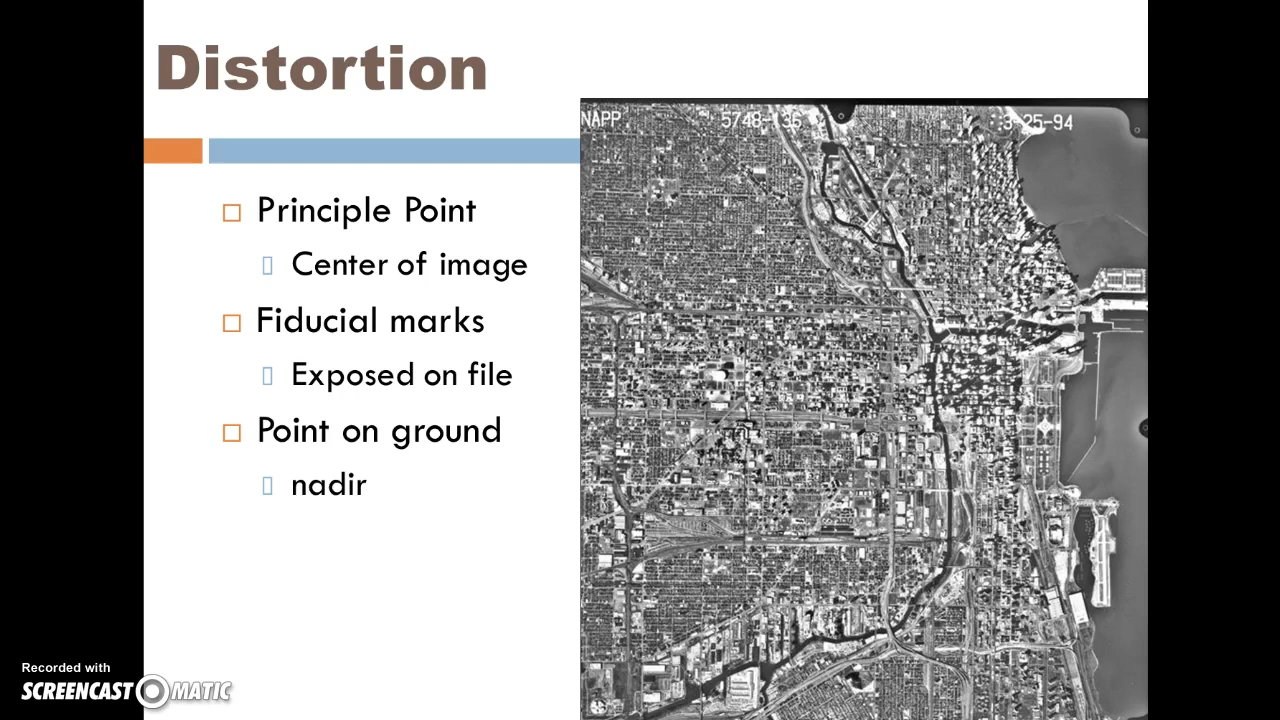 Distortion
NAPP 5748-136 3-25-94
Principle Point
Center of image
Fiducial marks
Exposed on file
Point on ground
nadir
Recorded with
SCREENCAST MATIC